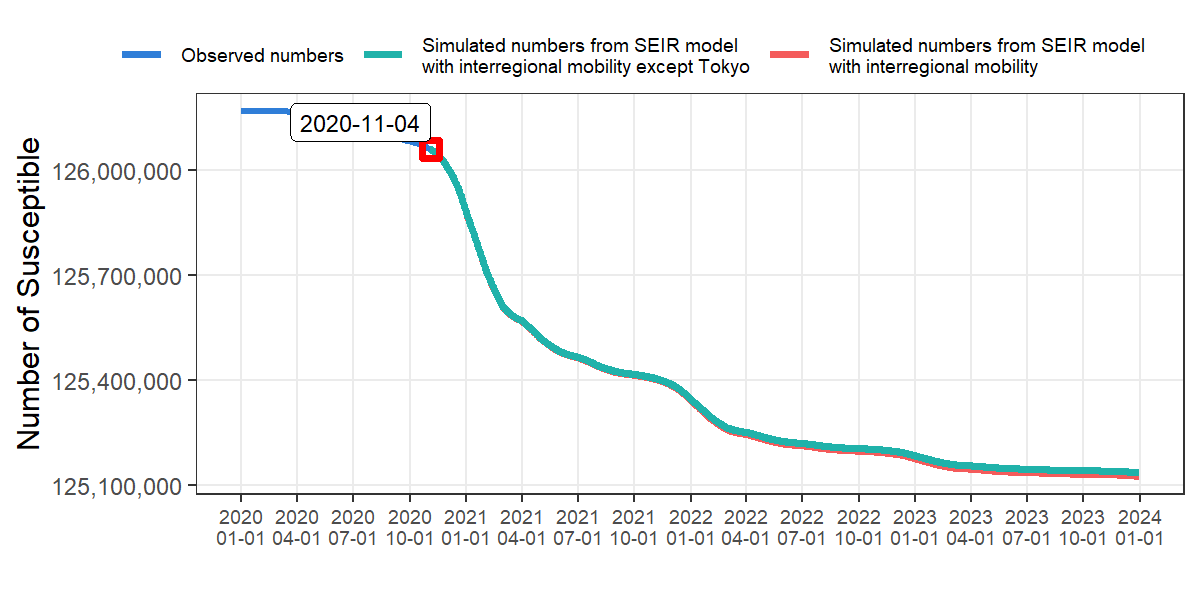 Observed numbers
Simulated numbers from SEIR model
with interregional mobility except Tokyo
Simulated numbers from SEIR model
with interregional mobility
2020-11-04
Number of Susceptible
126,000,000
125,700,000
125,400,000
125,100,000
2020 2020 2020 2020 2021 2021 2021 2021 2022 2022 2022 2022 2023 2023 2023 2023 2024
01-01 04-01 07-01 10-01 01-01 04-01 07-01 10-01 01-01 04-01 07-01 10-01 01-01 04-01 07-01 10-01 01-01